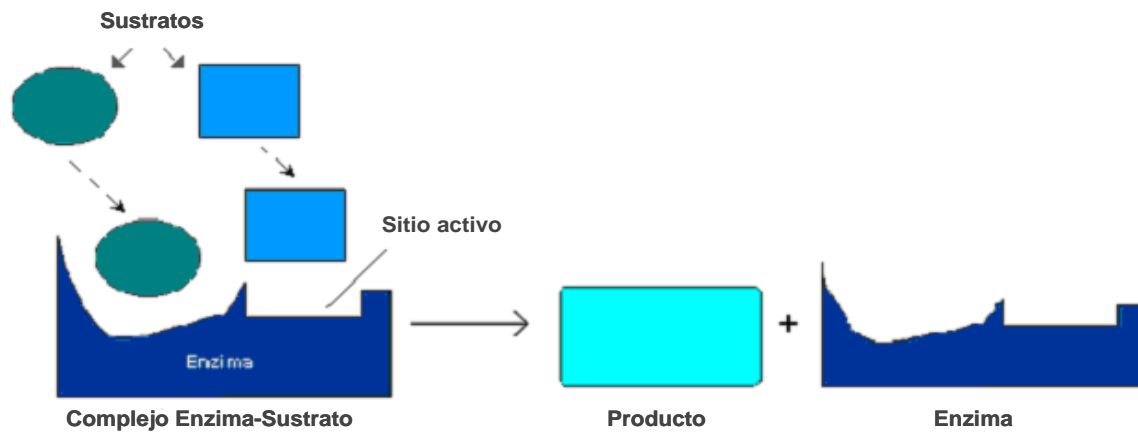 Sustratos
Sitio activo
Enzima
+
Complejo Enzima-Sustrato
Producto
Enzima